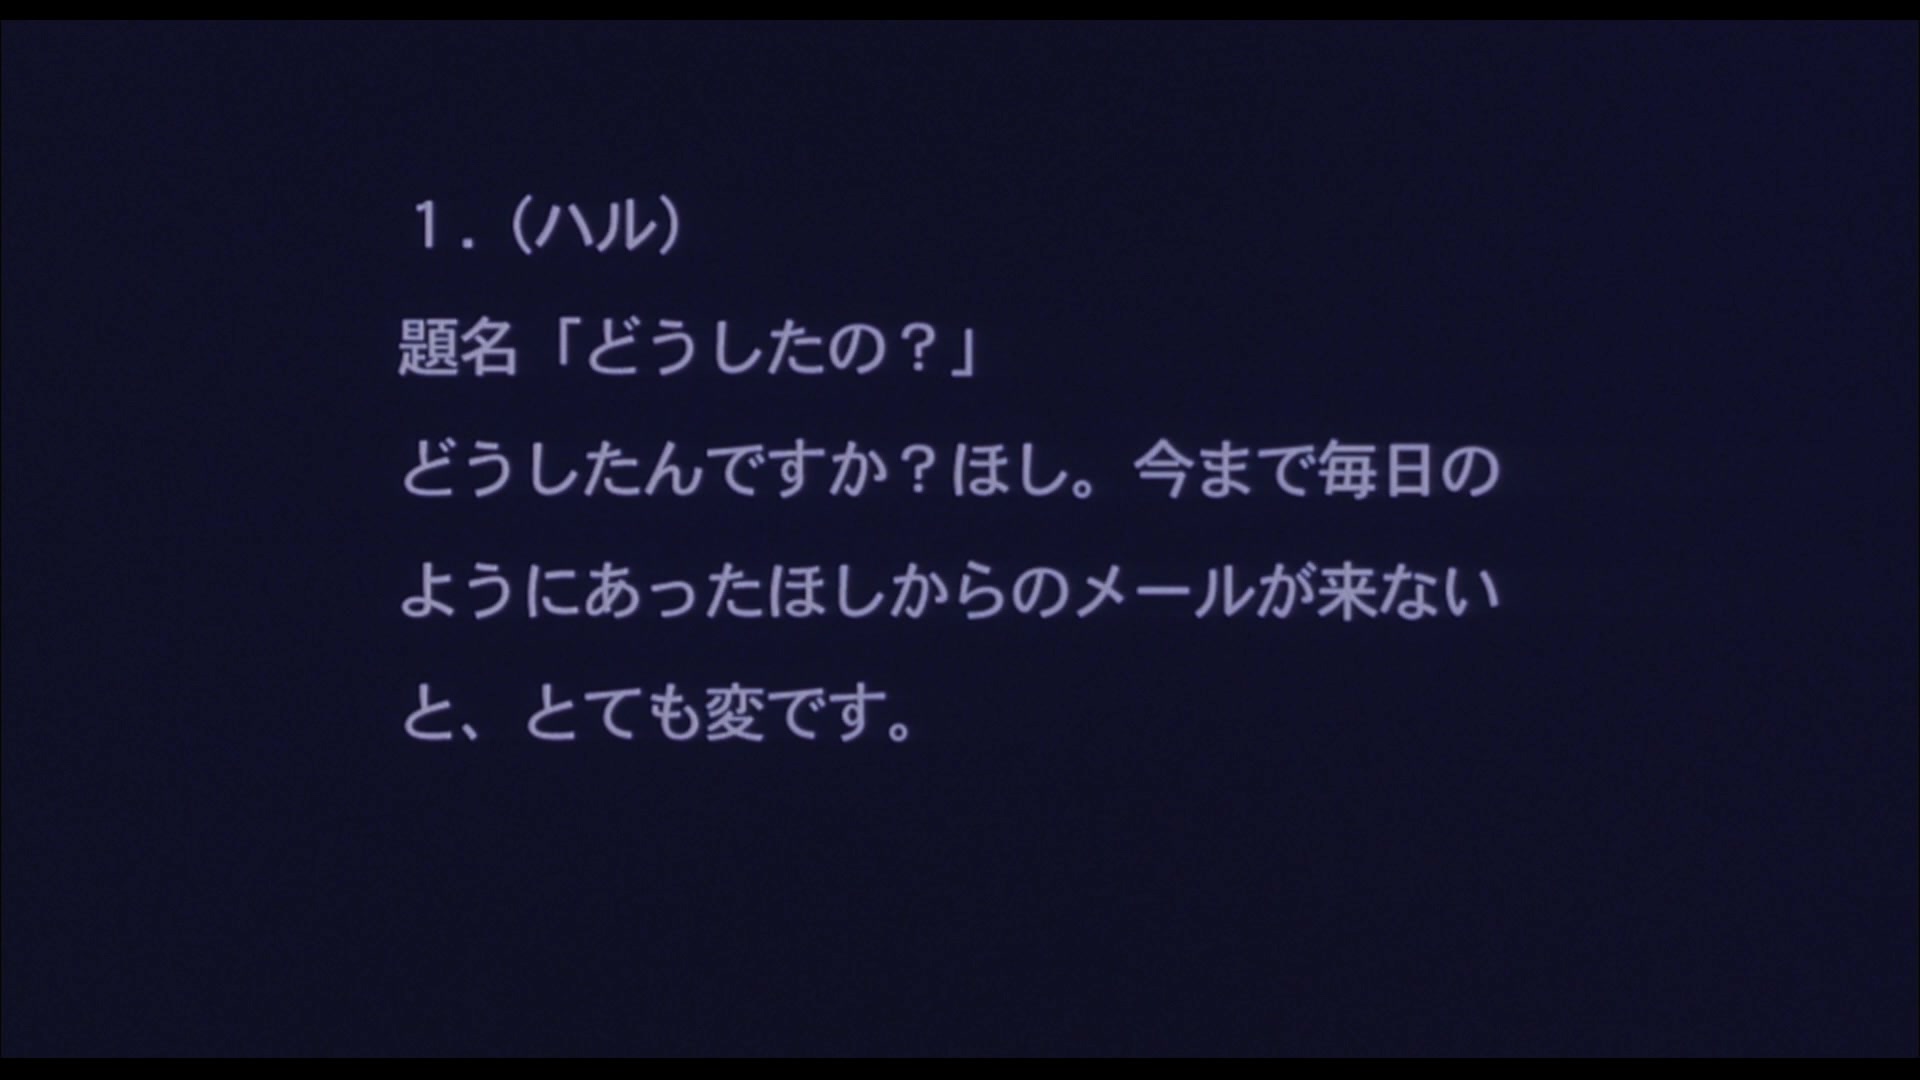 １．（ハル）
題名「どうしたの？」
どうしたんですか？ほし。今まで毎日の
ようにあったほしからのメールが来ない
と、とても変です。